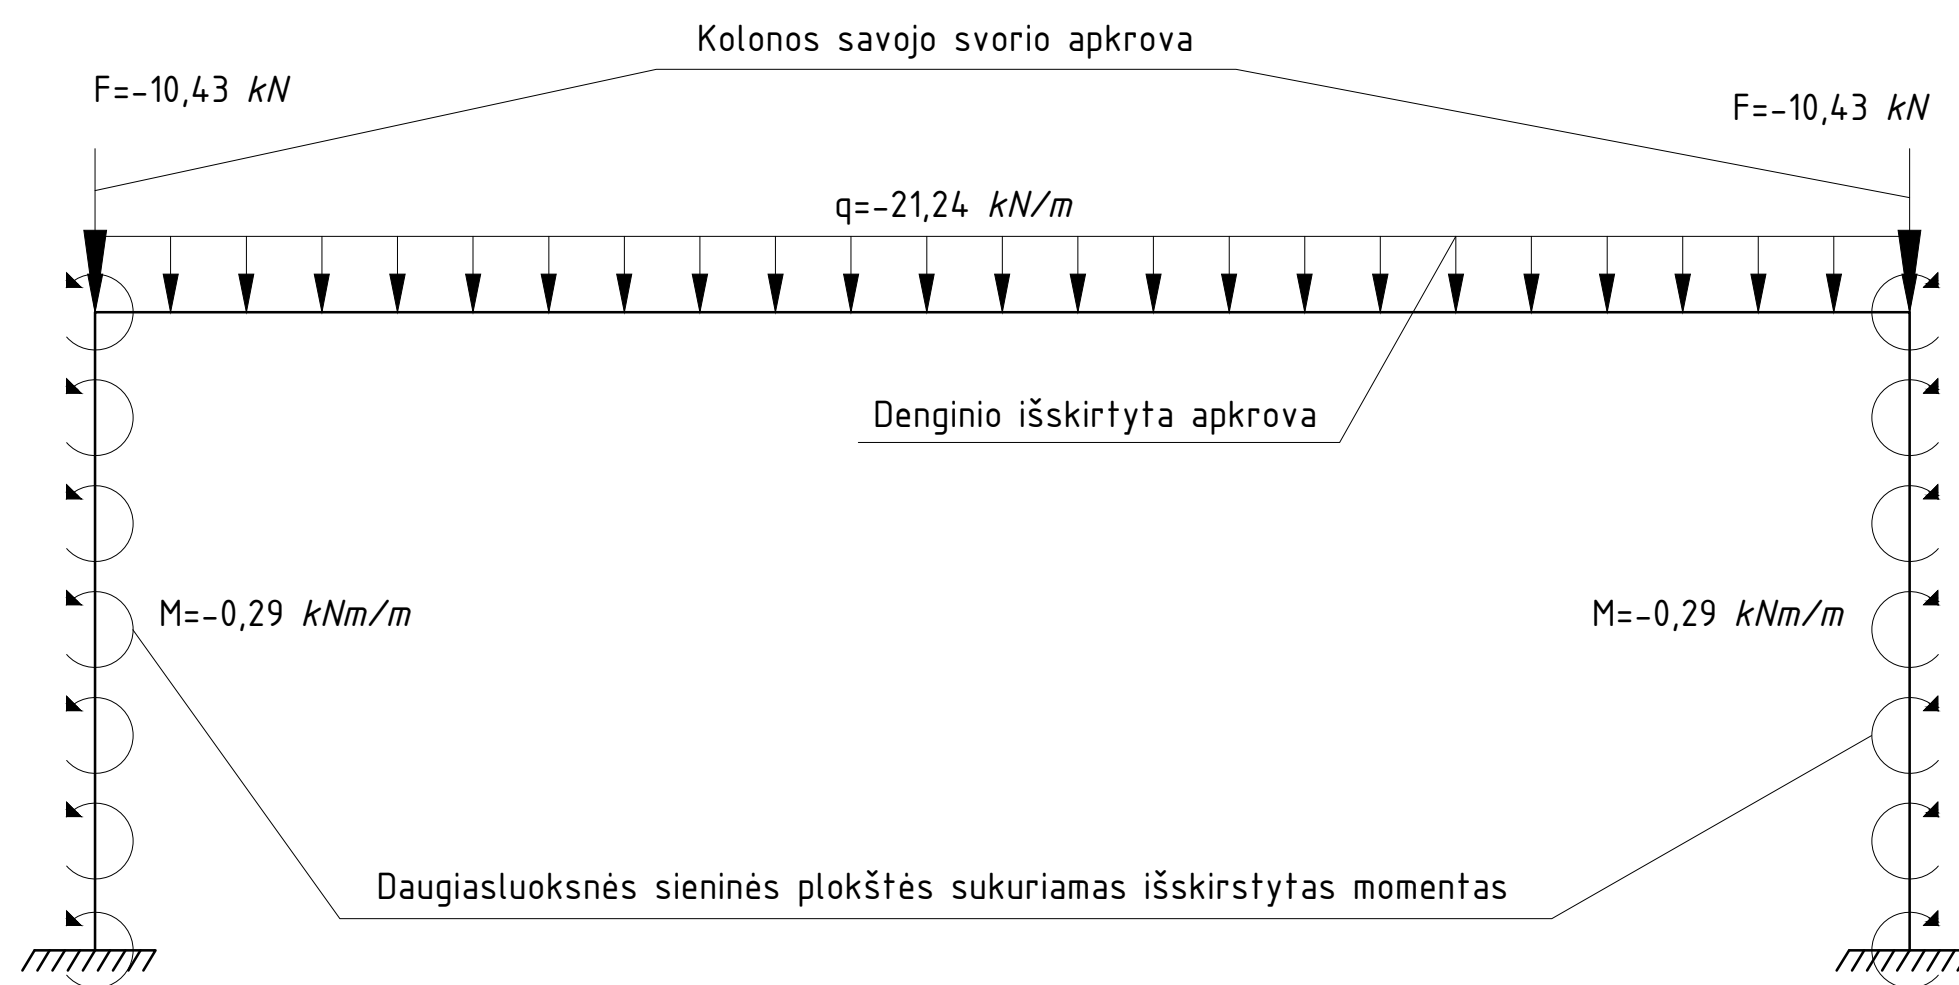 Kolonos savojo svorio apkrova
F=-10,43 kN
F=-10,43 kN
q=-21,24 kN/m
Denginio išskirtyta apkrova
M=-0,29 kNm/m
M=-0,29 kNm/m
Daugiasluoksnės sieninės plokštės sukuriamas išskirstytas momentas